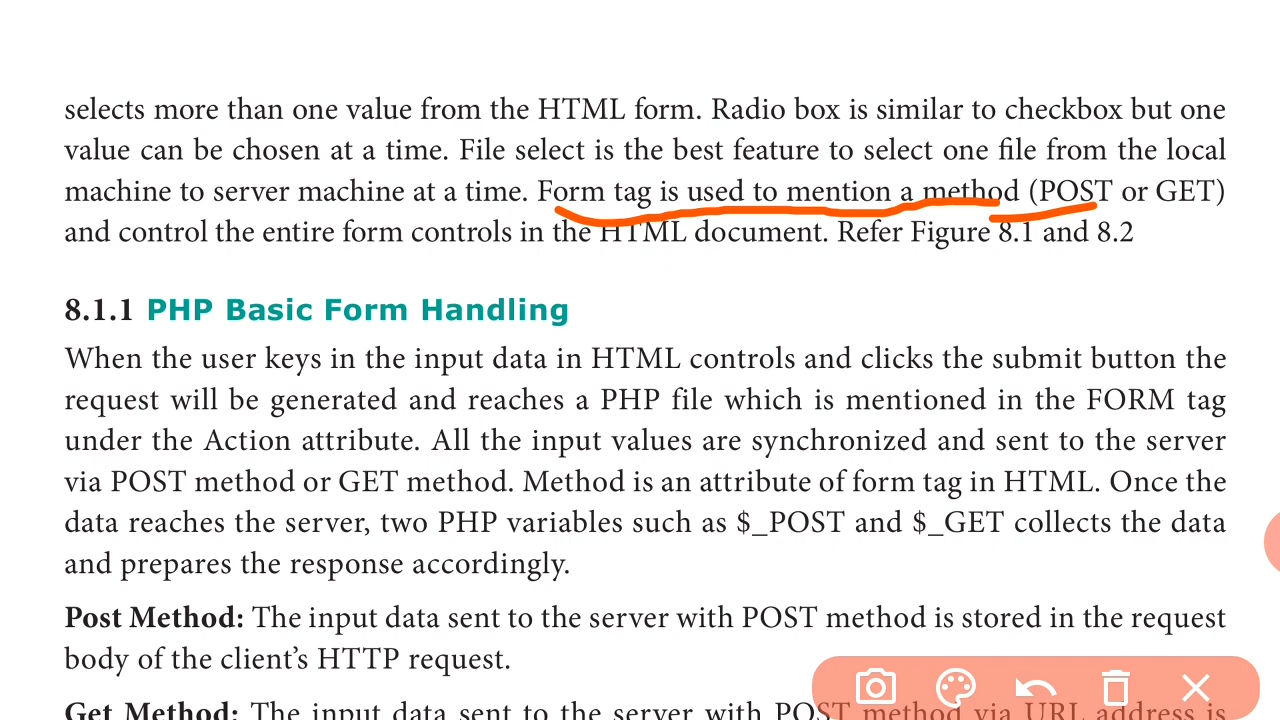 selects more than one value from the HTML form. Radio box is similar to checkbox but one
value can be chosen at a time. File select is the best feature to select one file from the local
machine to server machine at a time. Form tag is used to mention a method (POST or GET)
and control the entire form controls in the HTML document. Refer Figure 8.1 and 8.2
8.1.1 PHP Basic Form Handling
When the user keys in the input data in HTML controls and clicks the submit button the
request will be generated and reaches a PHP file which is mentioned in the FORM tag
under the Action attribute. All the input values are synchronized and sent to the server
via POST method or GET method. Method is an attribute of form tag in HTML. Once the
data reaches the server, two PHP variables such as $_POST and $_GET collects the data
and prepares the response accordingly.
Post Method: The input data sent to the server with POST method is stored in the request
body of the client’s HTTP request.
Get Method: The input data sent to the server with POST method via URL address is